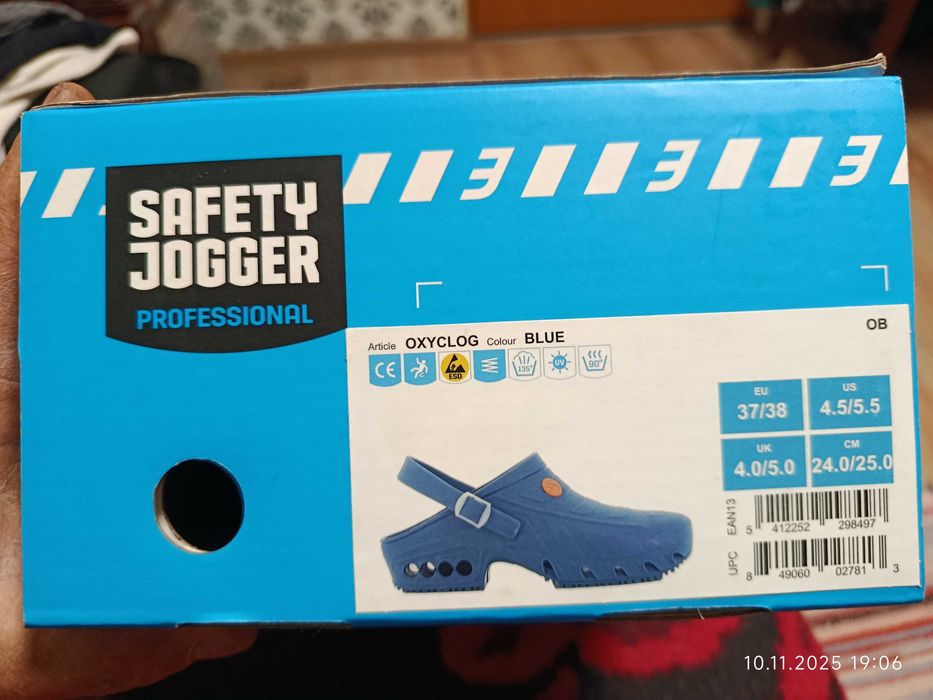 SAFETY
JOGGER
PROFESSIONAL
Article OXYCLOG Colour BLUE
OB
CE
ESD
135°
UV
90°
EU
37/38
US
4.5/5.5
UK
4.0/5.0
CM
24.0/25.0
EAN13
5 412252 298497
UPC
8 49060 02781 3
10.11.2025 19:06